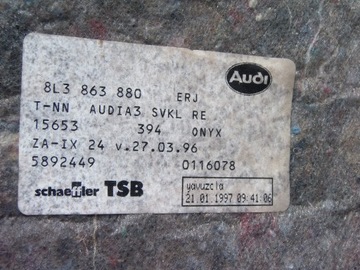 8L3 863 880 ERJ
Audi
T-NN AUDIA3 SVKL RE
15653 394 ONYX
ZA-IX 24 v.27.03.96
5892449 0116078
schaeffler TSB
yavuzcla
21.01.1997 09:41:06